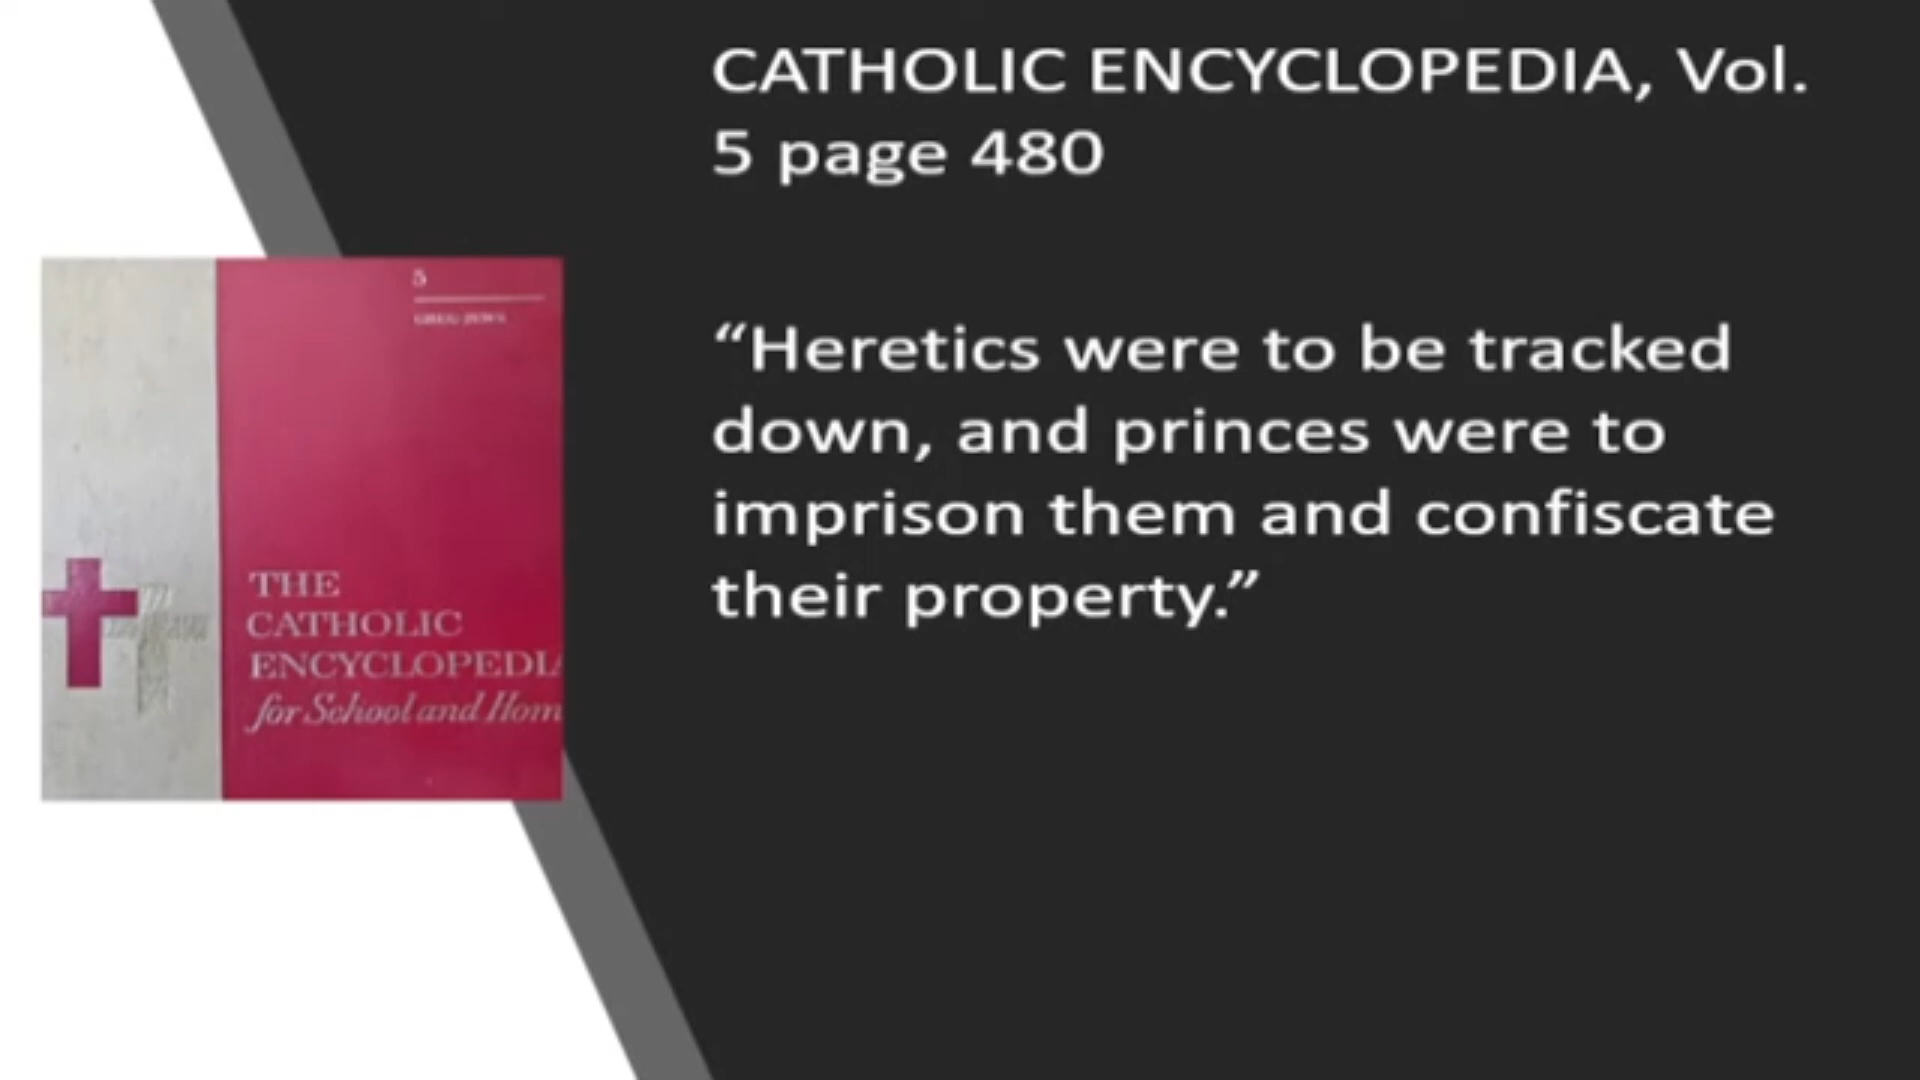 CATHOLIC ENCYCLOPEDIA, Vol.
5 page 480
“Heretics were to be tracked
down, and princes were to
imprison them and confiscate
their property.”
5
THE
CATHOLIC
ENCYCLOPEDIA
for School and Hom